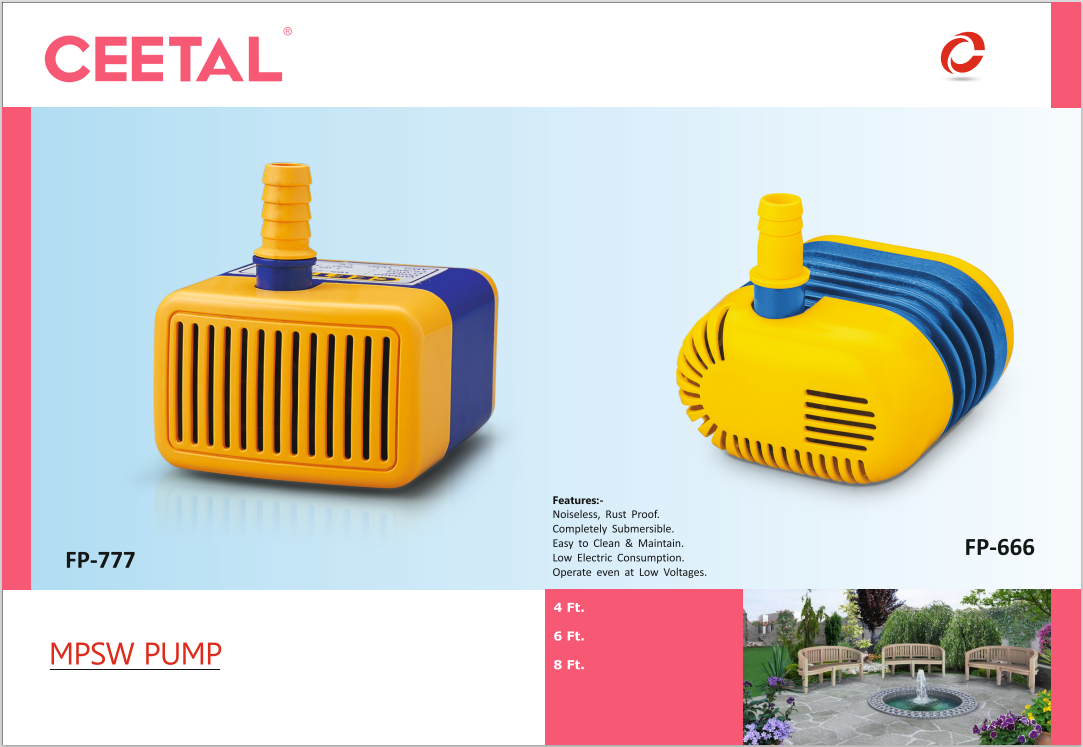 CEETAL®
FP-777
Features:-
Noiseless, Rust Proof.
Completely Submersible.
Easy to Clean & Maintain.
Low Electric Consumption.
Operate even at Low Voltages.
FP-666
MPSW PUMP
4 Ft.
6 Ft.
8 Ft.